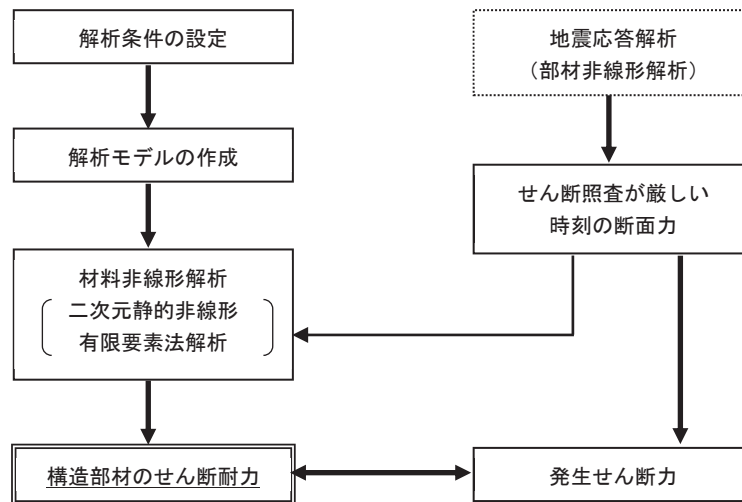 解析条件の設定
解析モデルの作成
材料非線形解析
二次元静的非線形
有限要素法解析
構造部材のせん断耐力
地震応答解析
（部材非線形解析）
せん断照査が厳しい
時刻の断面力
発生せん断力